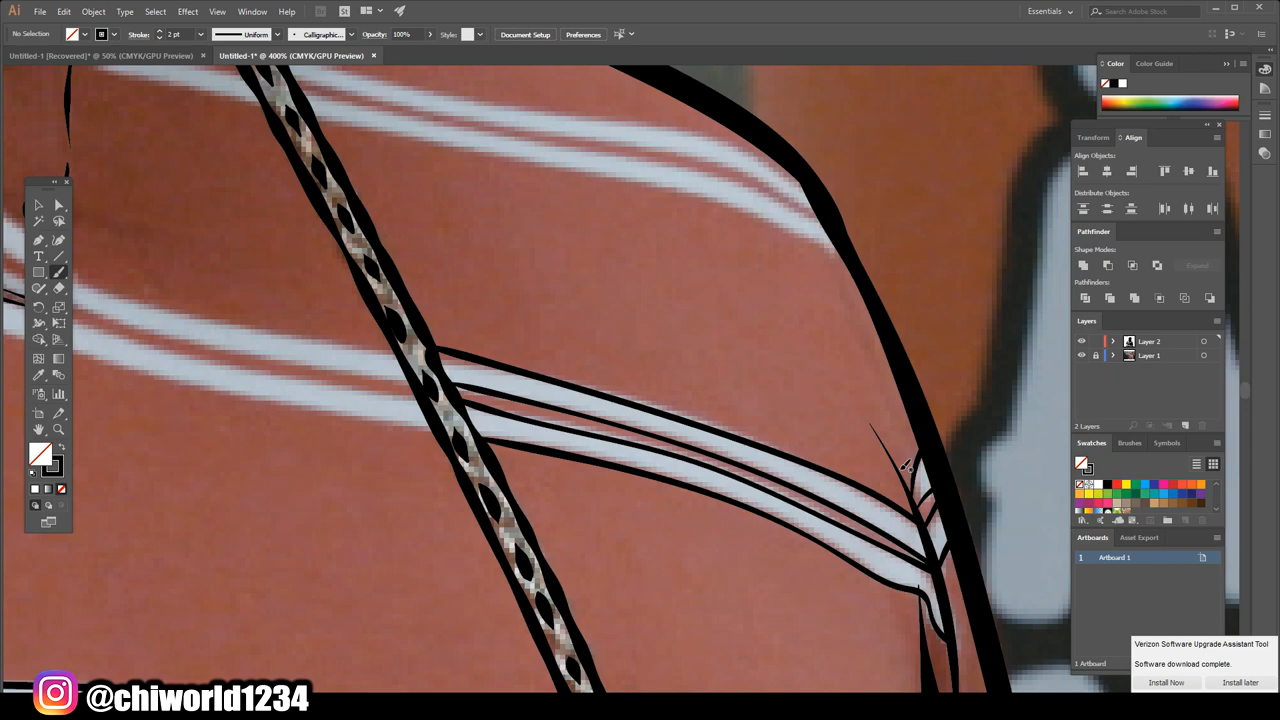 Ai File Edit Object Type Select Effect View Window Help Br St Essentials Search Adobe Stock
No Selection Stroke: 2 pt Uniform Calligraphic... Opacity: 100% Style: Document Setup Preferences
Untitled-1 [Recovered]* @ 50% (CMYK/GPU Preview) × Untitled-1* @ 400% (CMYK/GPU Preview) ×
Color Color Guide
Transform Align
Align Objects:
Distribute Objects:
Pathfinder
Shape Modes:
Expand
Pathfinders:
Layers
Layer 2
Layer 1
2 Layers
Swatches Brushes Symbols
Artboards Asset Export
1 Artboard 1
1 Artboard
Verizon Software Upgrade Assistant Tool
Software download complete.
Install Now Install later
@chiworld1234